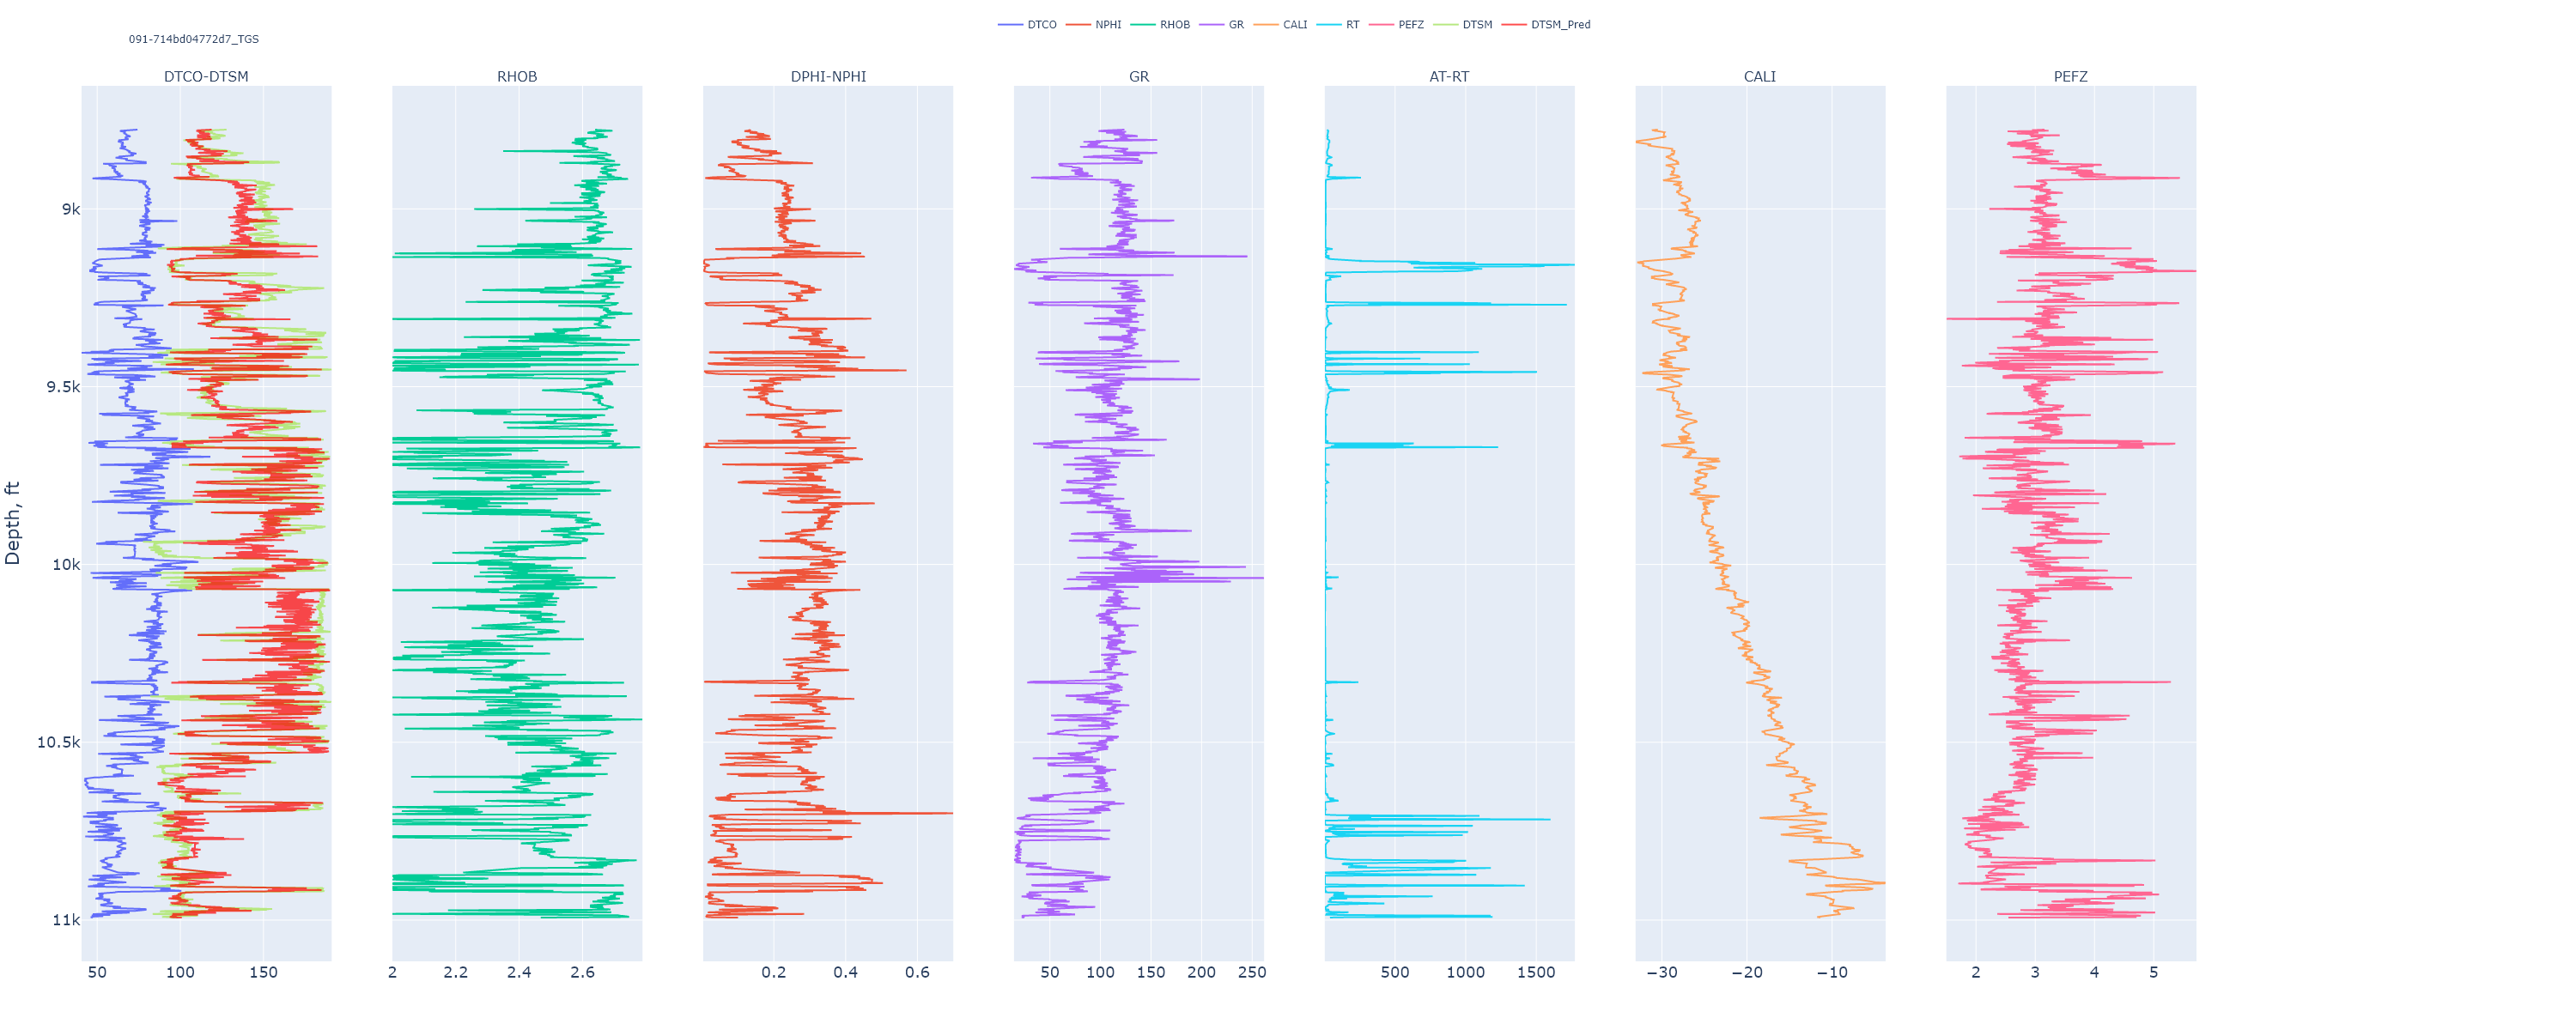 DTCO NPHI RHOB GR CALI RT PEFZ DTSM DTSM_Pred
091-714bd04772d7_TGS
DTCO-DTSM RHOB DPHI-NPHI GR AT-RT CALI PEFZ
9k
9.5k
Depth, ft
10k
10.5k
11k
50 100 150 2 2.2 2.4 2.6 0.2 0.4 0.6 50 100 150 200 250 500 1000 1500 −30 −20 −10 2 3 4 5